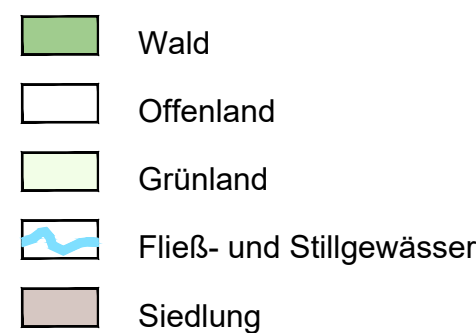 Wald
Offenland
Grünland
Fließ- und Stillgewässer
Siedlung